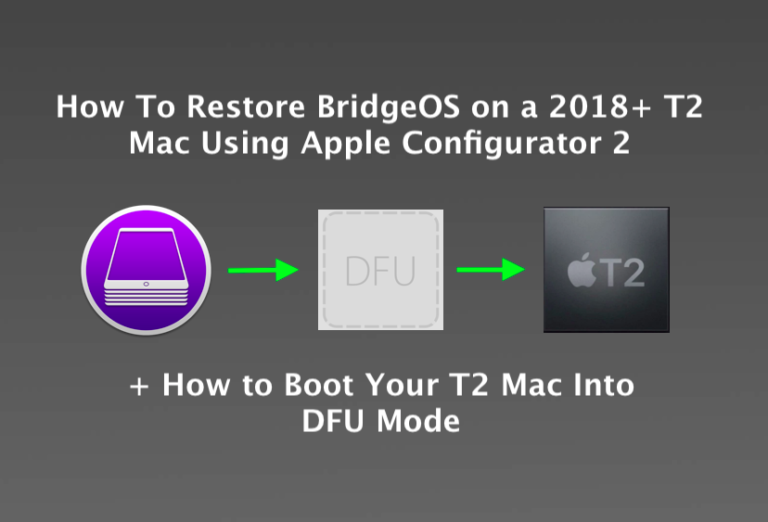 How To Restore BridgeOS on a 2018+ T2
Mac Using Apple Configurator 2
DFU
T2
+ How to Boot Your T2 Mac Into
DFU Mode